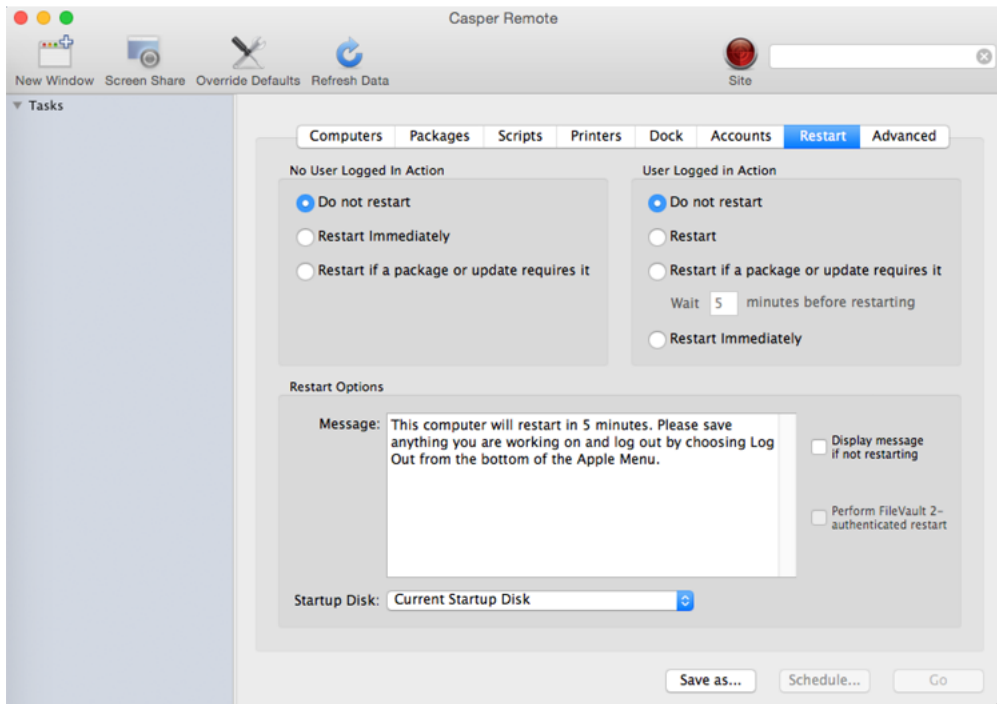 Casper Remote
New Window
Screen Share
Override Defaults
Refresh Data
Site
Tasks
Computers
Packages
Scripts
Printers
Dock
Accounts
Restart
Advanced
No User Logged In Action
Do not restart
Restart Immediately
Restart if a package or update requires it
User Logged in Action
Do not restart
Restart
Restart if a package or update requires it
Wait 5 minutes before restarting
Restart Immediately
Restart Options
Message:
This computer will restart in 5 minutes. Please save
anything you are working on and log out by choosing Log
Out from the bottom of the Apple Menu.
Display message
if not restarting
Perform FileVault 2-
authenticated restart
Startup Disk: Current Startup Disk
Save as...
Schedule...
Go